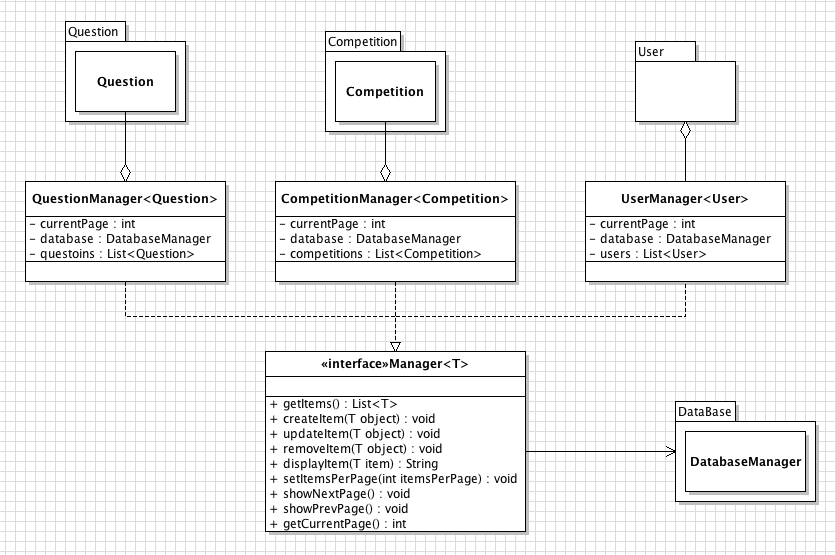 Question
Question
Competition
Competition
User
QuestionManager<Question>
- currentPage : int
- database : DatabaseManager
- questoins : List<Question>
CompetitionManager<Competition>
- currentPage : int
- database : DatabaseManager
- competitions : List<Competition>
UserManager<User>
- currentPage : int
- database : DatabaseManager
- users : List<User>
«interface»Manager<T>
+ getItems() : List<T>
+ createItem(T object) : void
+ updateItem(T object) : void
+ removeItem(T object) : void
+ displayItem(T item) : String
+ setItemsPerPage(int itemsPerPage) : void
+ showNextPage() : void
+ showPrevPage() : void
+ getCurrentPage() : int
DataBase
DatabaseManager